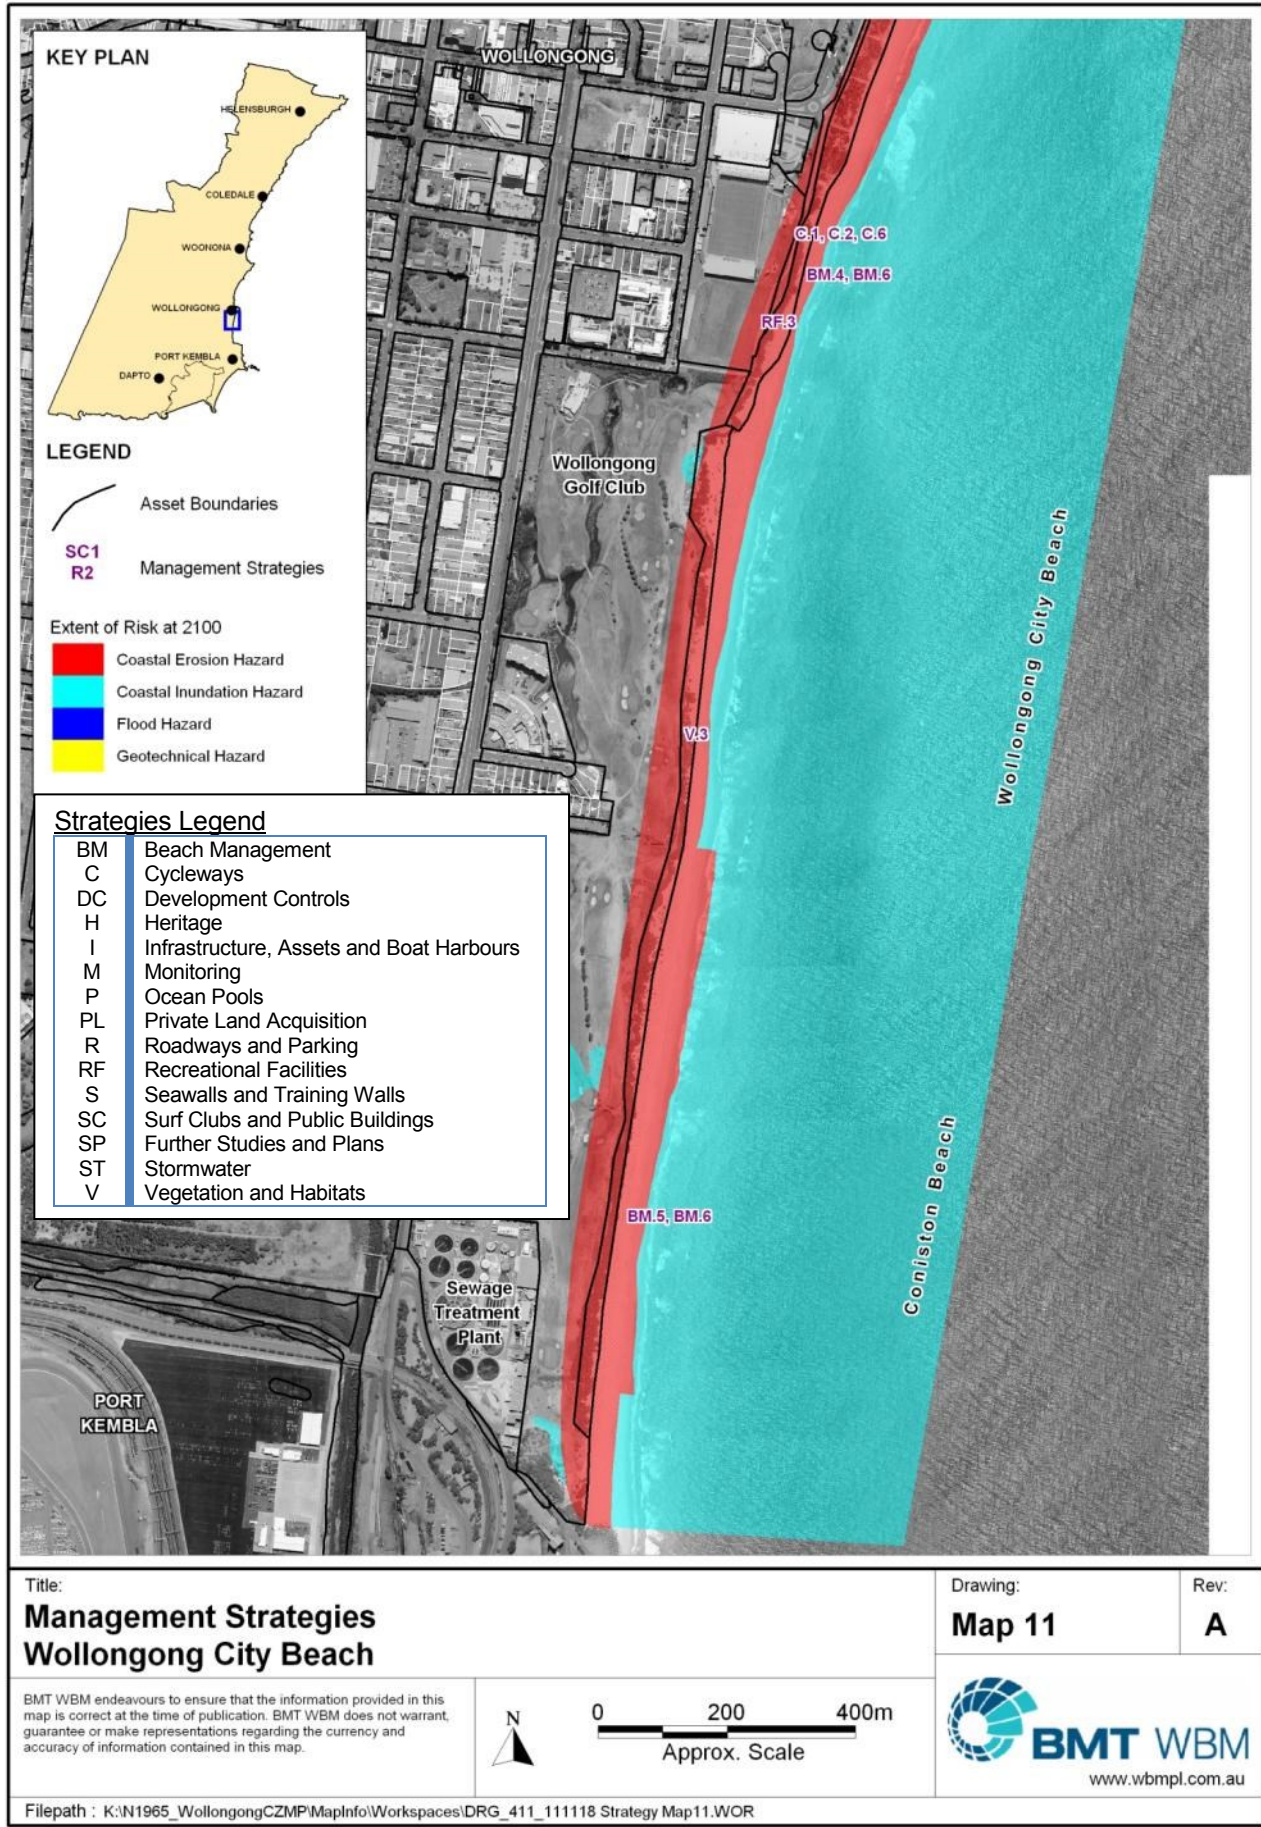 KEY PLAN
HELENSBURGH
COLEDALE
WOONONA
WOLLONGONG
PORT KEMBLA
DAPTO
LEGEND
Asset Boundaries
SC1
R2
Management Strategies
Extent of Risk at 2100
Coastal Erosion Hazard
Coastal Inundation Hazard
Flood Hazard
Geotechnical Hazard
Strategies Legend
BM Beach Management
C Cycleways
DC Development Controls
H Heritage
I Infrastructure, Assets and Boat Harbours
M Monitoring
P Ocean Pools
PL Private Land Acquisition
R Roadways and Parking
RF Recreational Facilities
S Seawalls and Training Walls
SC Surf Clubs and Public Buildings
SP Further Studies and Plans
ST Stormwater
V Vegetation and Habitats
WOLLONGONG
C.1, C.2, C.6
BM.4, BM.6
RF.3
Wollongong
Golf Club
Wollongong City Beach
V.3
Coniston Beach
BM.5, BM.6
Sewage
Treatment
Plant
PORT
KEMBLA
Title:
Management Strategies
Wollongong City Beach
Drawing:
Map 11
Rev:
A
BMT WBM endeavours to ensure that the information provided in this
map is correct at the time of publication. BMT WBM does not warrant,
guarantee or make representations regarding the currency and
accuracy of information contained in this map.
N
0 200 400m
Approx. Scale
BMT WBM
www.wbmpl.com.au
Filepath : K:\N1965_WollongongCZMP\MapInfo\Workspaces\DRG_411_111118 Strategy Map11.WOR